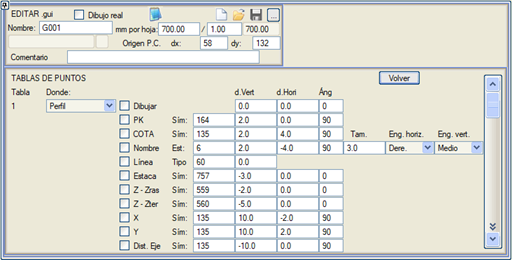 EDITAR .gui Dibujo real
Nombre: G001 mm por hoja: 700.00 / 1.00 700.00 ...
Origen P.C. dx: 58 dy: 132
Comentario
TABLAS DE PUNTOS Volver
Tabla Donde: d.Vert d.Hori Áng
1 Perfil Dibujar 0.0 0.0 0
PK Sím: 164 2.0 0.0 90
COTA Sím: 135 2.0 4.0 90 Tam. Eng. horiz. Eng. vert.
Nombre Est: 6 2.0 -4.0 90 3.0 Dere. Medio
Línea Tipo 60 0.0
Estaca Sím: 757 -3.0 0.0 0
Z - Zras Sím: 559 -2.0 0.0 0
Z - Zter Sím: 560 -5.0 0.0 0
X Sím: 135 10.0 -2.0 90
Y Sím: 135 10.0 2.0 90
Dist. Eje Sím: 135 -10.0 0.0 90